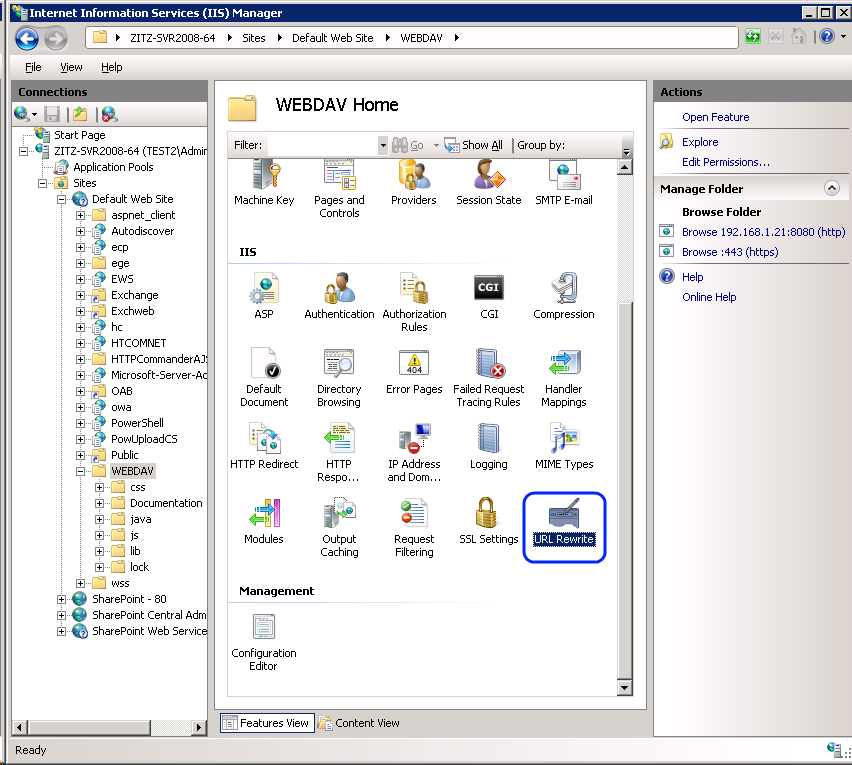 Internet Information Services (IIS) Manager
ZITZ-SVR2008-64 Sites Default Web Site WEBDAV
File View Help
Connections
Start Page
ZITZ-SVR2008-64 (TEST2\Admin
Application Pools
Sites
Default Web Site
aspnet_client
Autodiscover
ecp
ege
EWS
Exchange
Exchweb
hc
HTCOMNET
HTTPCommanderAJS
Microsoft-Server-Ac
OAB
owa
PowerShell
PowUploadCS
Public
WEBDAV
css
Documentation
java
js
lib
lock
wss
SharePoint - 80
SharePoint Central Adm
SharePoint Web Service
WEBDAV Home
Filter: Go Show All Group by:
Machine Key
Pages and
Controls
Providers
Session State
SMTP E-mail
IIS
ASP
Authentication
Authorization
Rules
CGI
CGI
Compression
Default
Document
Directory
Browsing
404
Error Pages
Failed Request
Tracing Rules
Handler
Mappings
HTTP Redirect
HTTP
Respo...
IP Address
and Dom...
Logging
MIME Types
Modules
Output
Caching
Request
Filtering
SSL Settings
URL Rewrite
Management
Configuration
Editor
Features View Content View
Actions
Open Feature
Explore
Edit Permissions...
Manage Folder
Browse Folder
Browse 192.168.1.21:8080 (http)
Browse :443 (https)
Help
Online Help
Ready